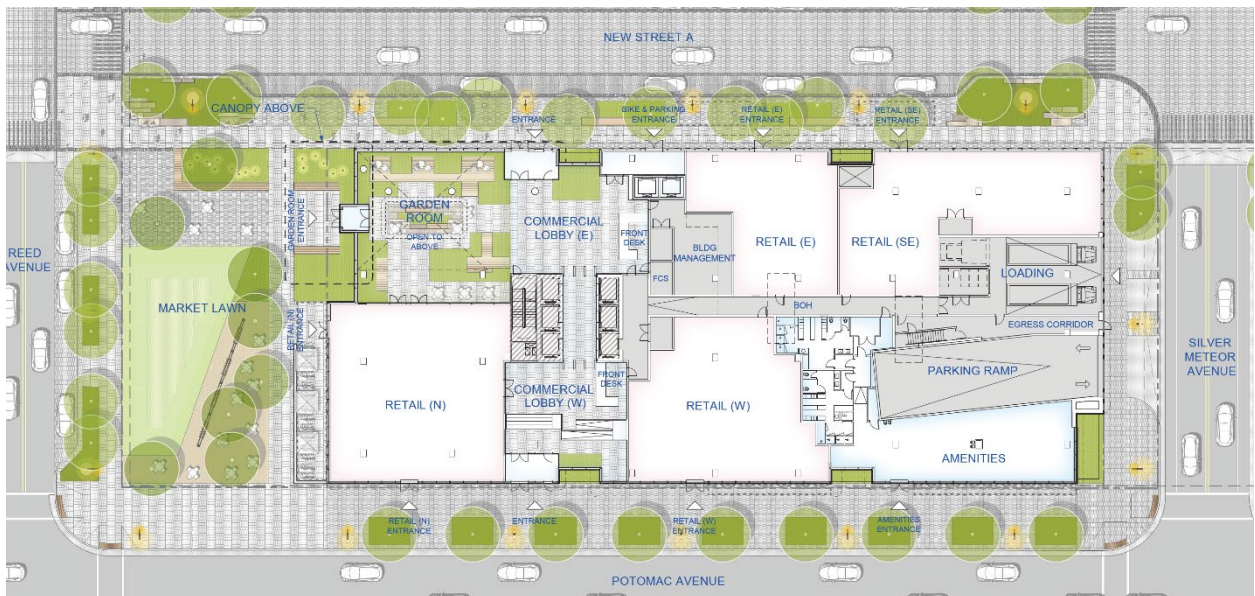 NEW STREET A
CANOPY ABOVE
ENTRANCE
BIKE & PARKING
ENTRANCE
RETAIL (E)
ENTRANCE
RETAIL (SE)
ENTRANCE
GARDEN ROOM
ENTRANCE
GARDEN
ROOM
OPEN TO
ABOVE
COMMERCIAL
LOBBY (E)
FRONT
DESK
BLDG
MANAGEMENT
FCS
RETAIL (E)
RETAIL (SE)
LOADING
REED
AVENUE
MARKET LAWN
RETAIL (N)
ENTRANCE
BOH
EGRESS CORRIDOR
SILVER
METEOR
AVENUE
PARKING RAMP
FRONT
DESK
COMMERCIAL
LOBBY (W)
RETAIL (N)
RETAIL (W)
AMENITIES
RETAIL (N)
ENTRANCE
ENTRANCE
RETAIL (W)
ENTRANCE
AMENITIES
ENTRANCE
POTOMAC AVENUE